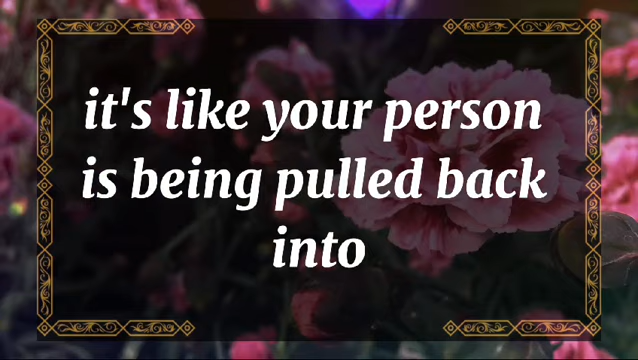 it's like your person
is being pulled back
into